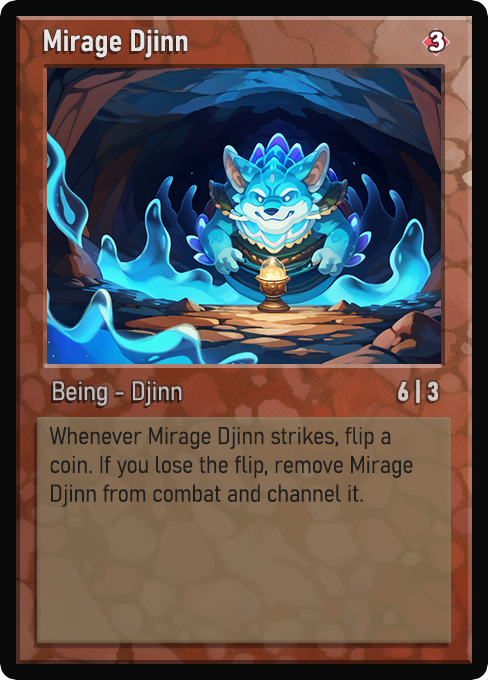 Mirage Djinn 3
Being - Djinn 6|3
Whenever Mirage Djinn strikes, flip a
coin. If you lose the flip, remove Mirage
Djinn from combat and channel it.